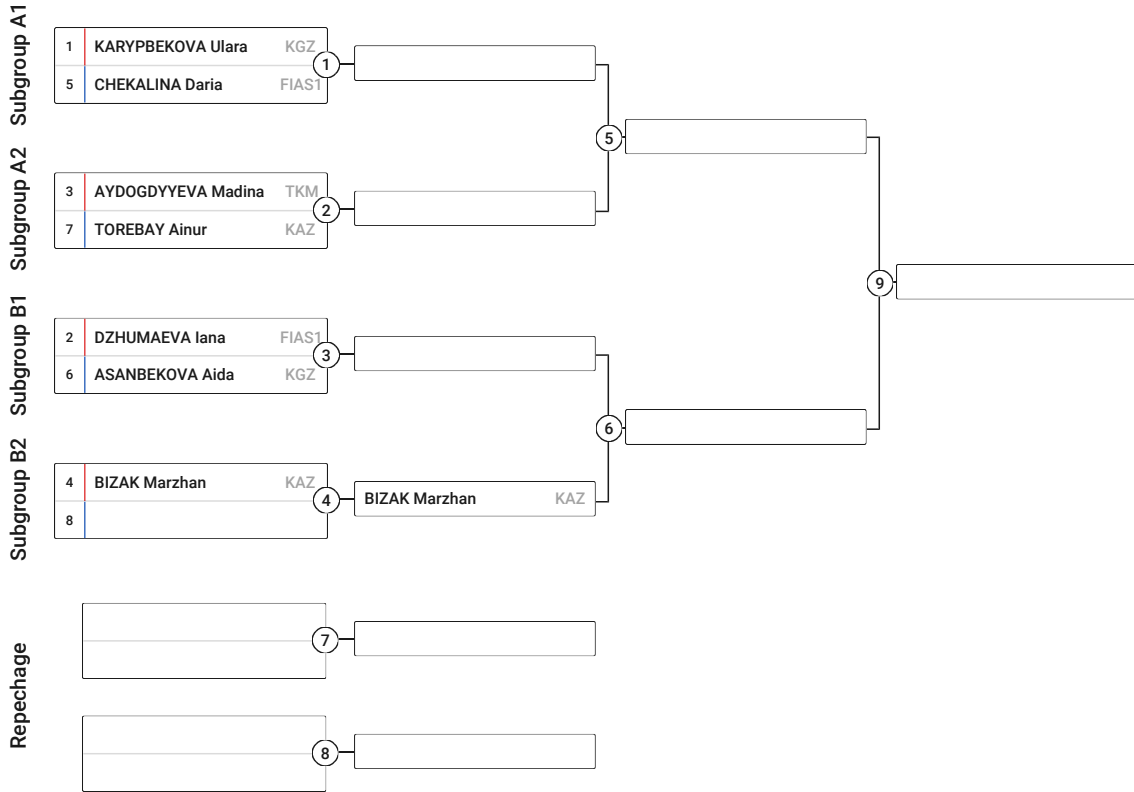 Subgroup A1
1 KARYPBEKOVA Ulara KGZ
5 CHEKALINA Daria FIAS1
1
Subgroup A2
3 AYDOGDYYEVA Madina TKM
7 TOREBAY Ainur KAZ
2
5
Subgroup B1
2 DZHUMAEVA Iana FIAS1
6 ASANBEKOVA Aida KGZ
3
9
Subgroup B2
4 BIZAK Marzhan KAZ
8
4
BIZAK Marzhan KAZ
6
Repechage
7
8